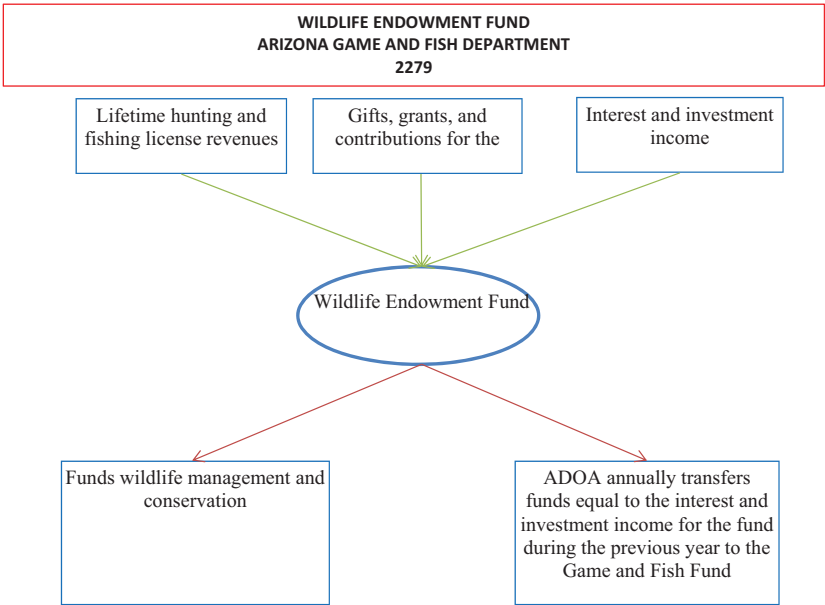 WILDLIFE ENDOWMENT FUND
ARIZONA GAME AND FISH DEPARTMENT
2279
Lifetime hunting and
fishing license revenues
Gifts, grants, and
contributions for the
Interest and investment
income
Wildlife Endowment Fund
Funds wildlife management and
conservation
ADOA annually transfers
funds equal to the interest and
investment income for the fund
during the previous year to the
Game and Fish Fund